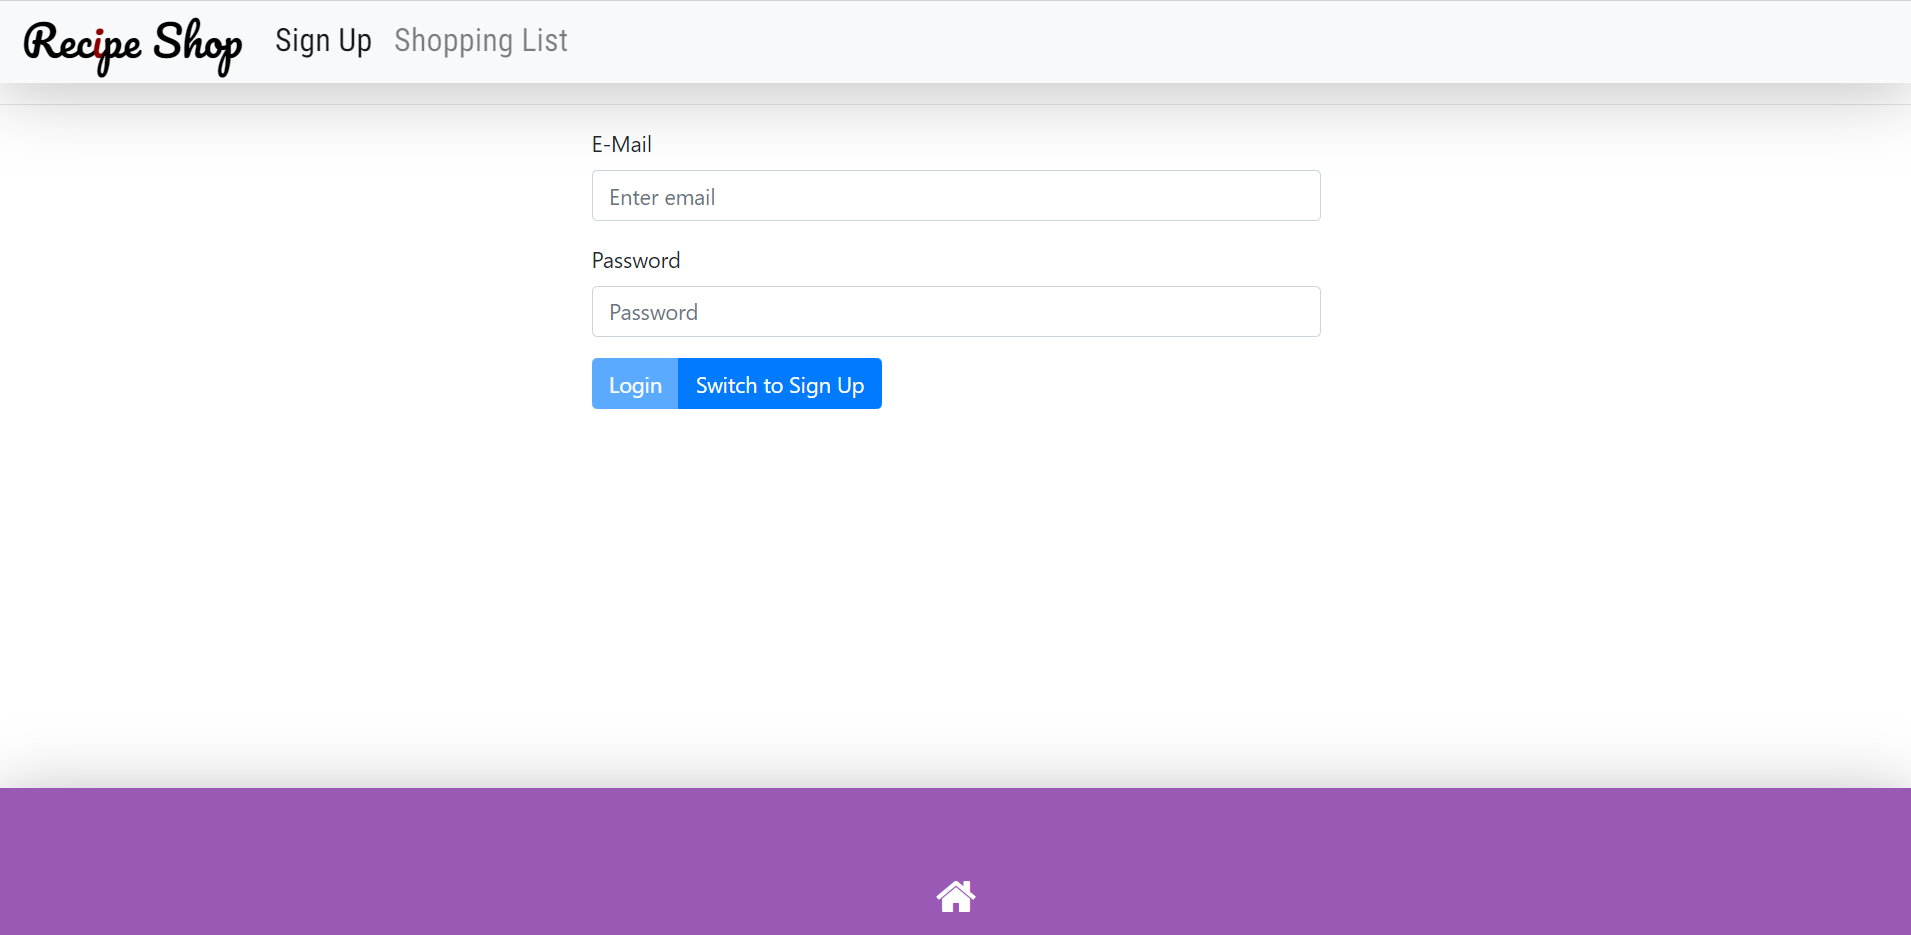 Recipe Shop Sign Up Shopping List
E-Mail
Enter email
Password
Password
Login Switch to Sign Up